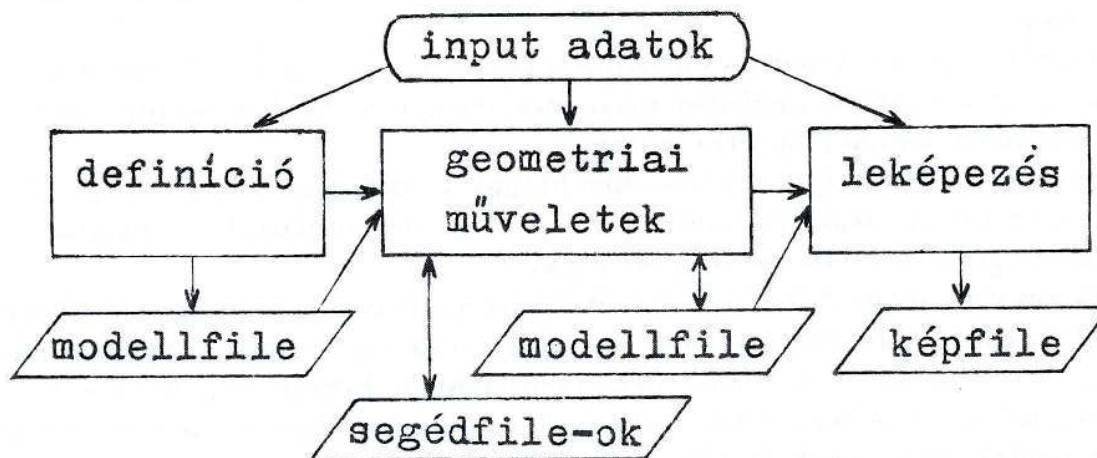 input adatok
definíció
geometriai
műveletek
leképezés
modellfile
modellfile
képfile
segédfile-ok